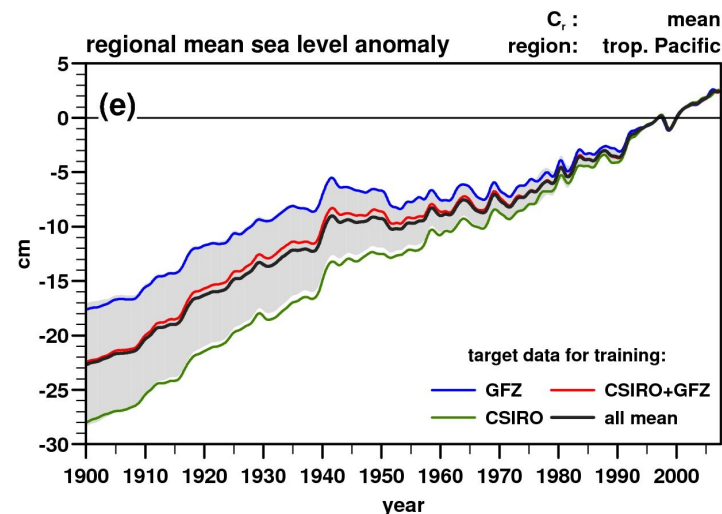 C_r : mean
regional mean sea level anomaly region: trop. Pacific
5
(e)
0
-5
-10
cm
-15
-20
target data for training:
GFZ CSIRO+GFZ
-25
CSIRO all mean
-30
1900 1910 1920 1930 1940 1950 1960 1970 1980 1990 2000
year